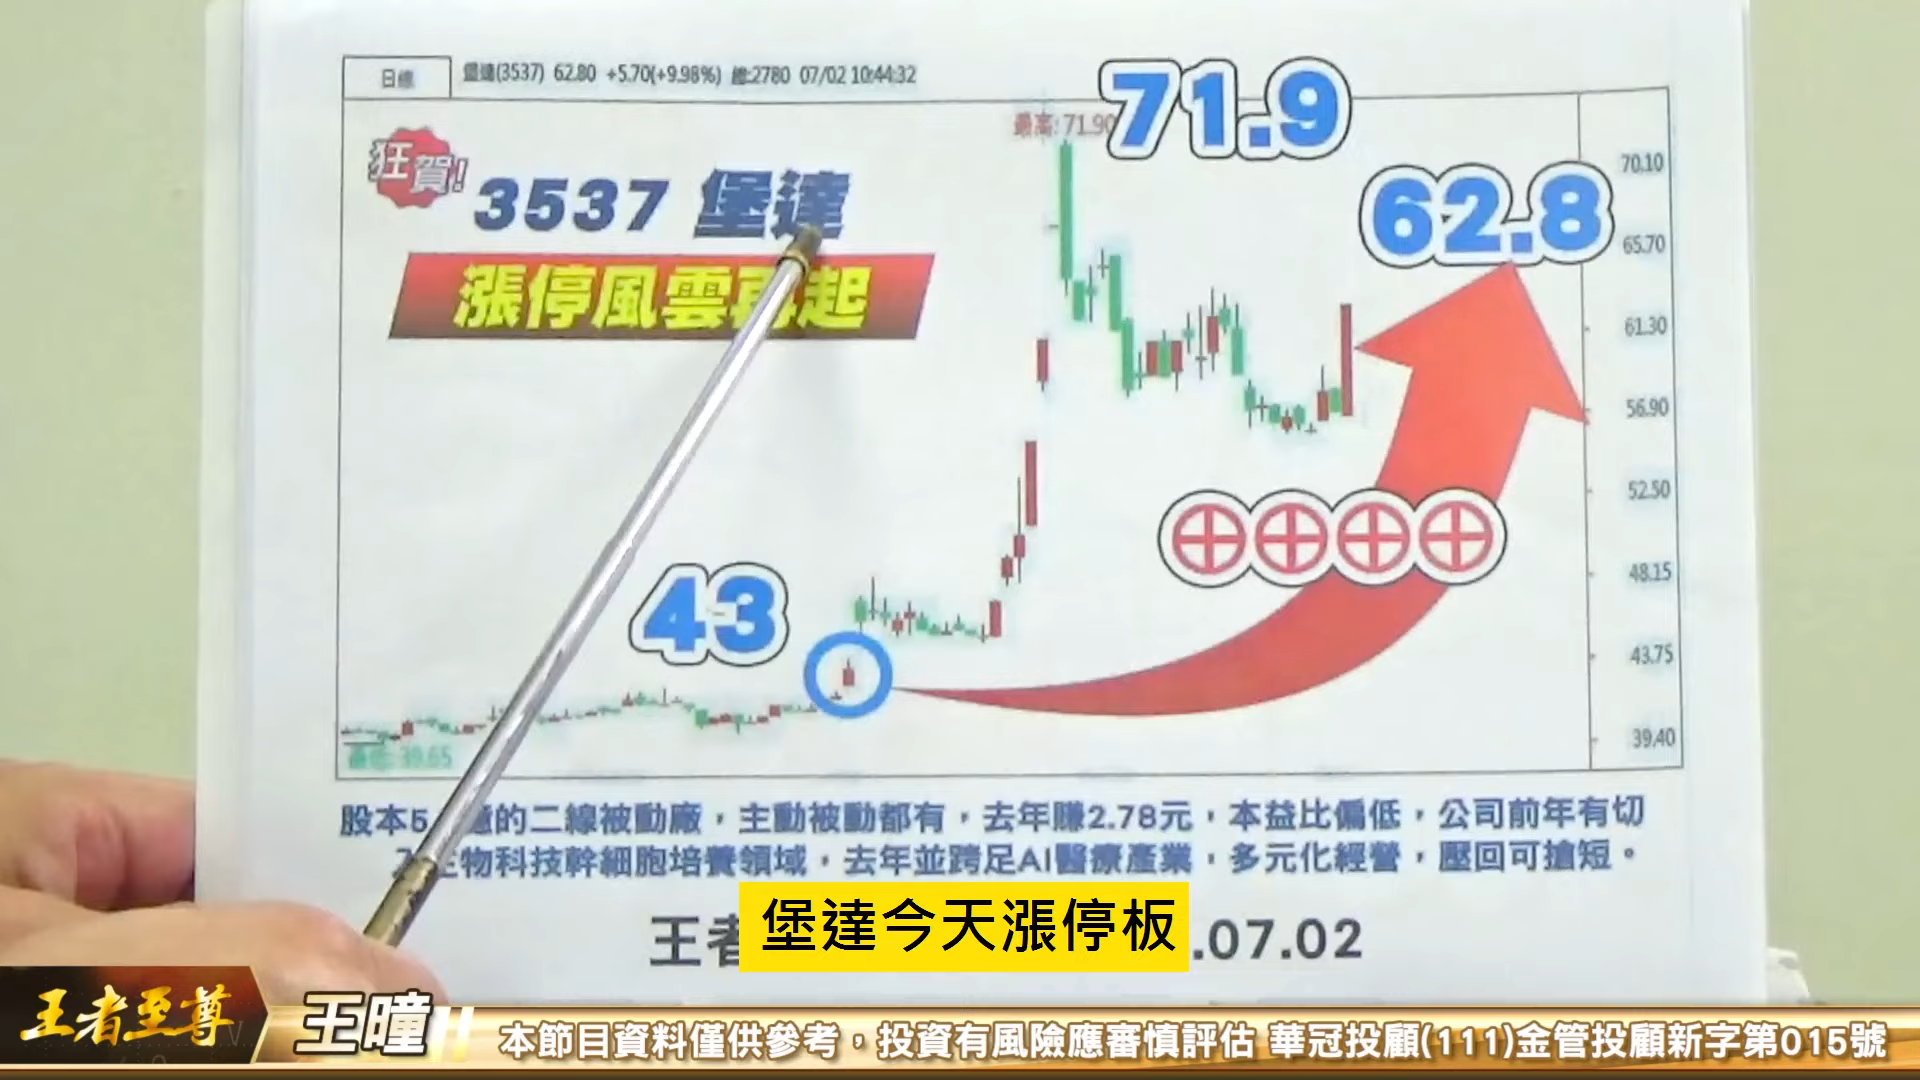 日線 堡達(3537) 62.80 +5.70(+9.98%) 總:2780 07/02 10:44:32
71.9
最高: 71.90
狂賀!
3537 堡達
62.8
漲停風雲再起
70.10
65.70
61.30
56.90
52.50
48.15
43.75
39.40
43
最低: 39.65
股本5 億的二線被動廠，主動被動都有，去年賺2.78元，本益比偏低，公司前年有切
入生物科技幹細胞培養領域，去年並跨足AI醫療產業，多元化經營，壓回可搶短。
王者 .07.02
堡達今天漲停板
王者至尊 王曈 本節目資料僅供參考，投資有風險應審慎評估 華冠投顧(111)金管投顧新字第015號